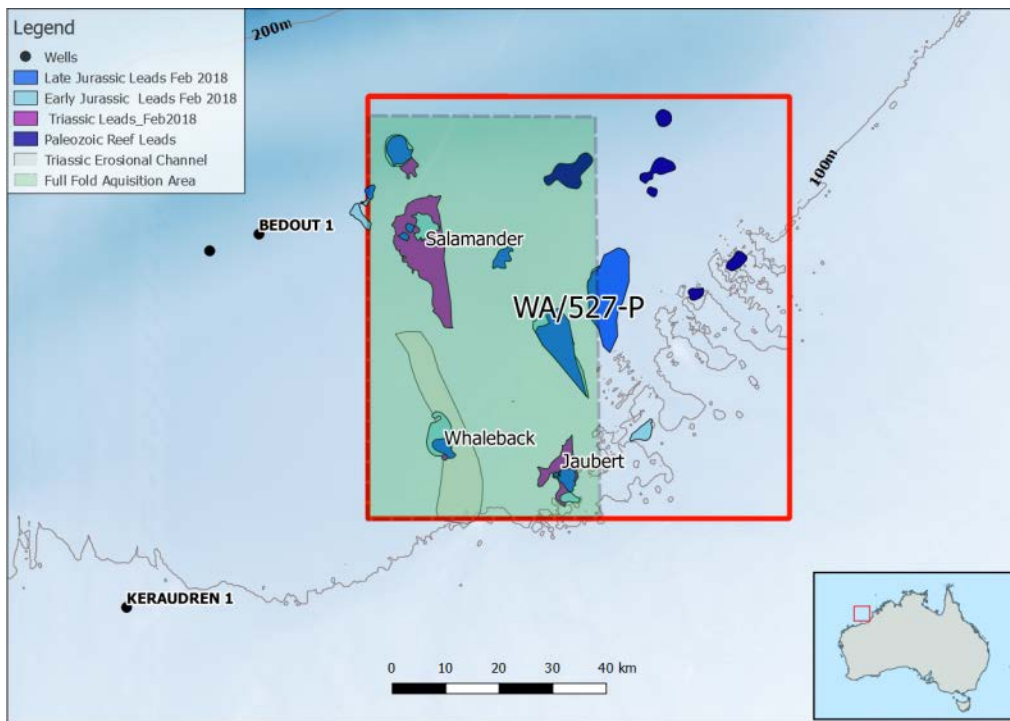 Legend
Wells
Late Jurassic Leads Feb 2018
Early Jurassic Leads Feb 2018
Triassic Leads_Feb2018
Paleozoic Reef Leads
Triassic Erosional Channel
Full Fold Aquisition Area
200m
100m
BEDOUT 1
Salamander
WA/527-P
Whaleback
Jaubert
KERAUDREN 1
0 10 20 30 40 km